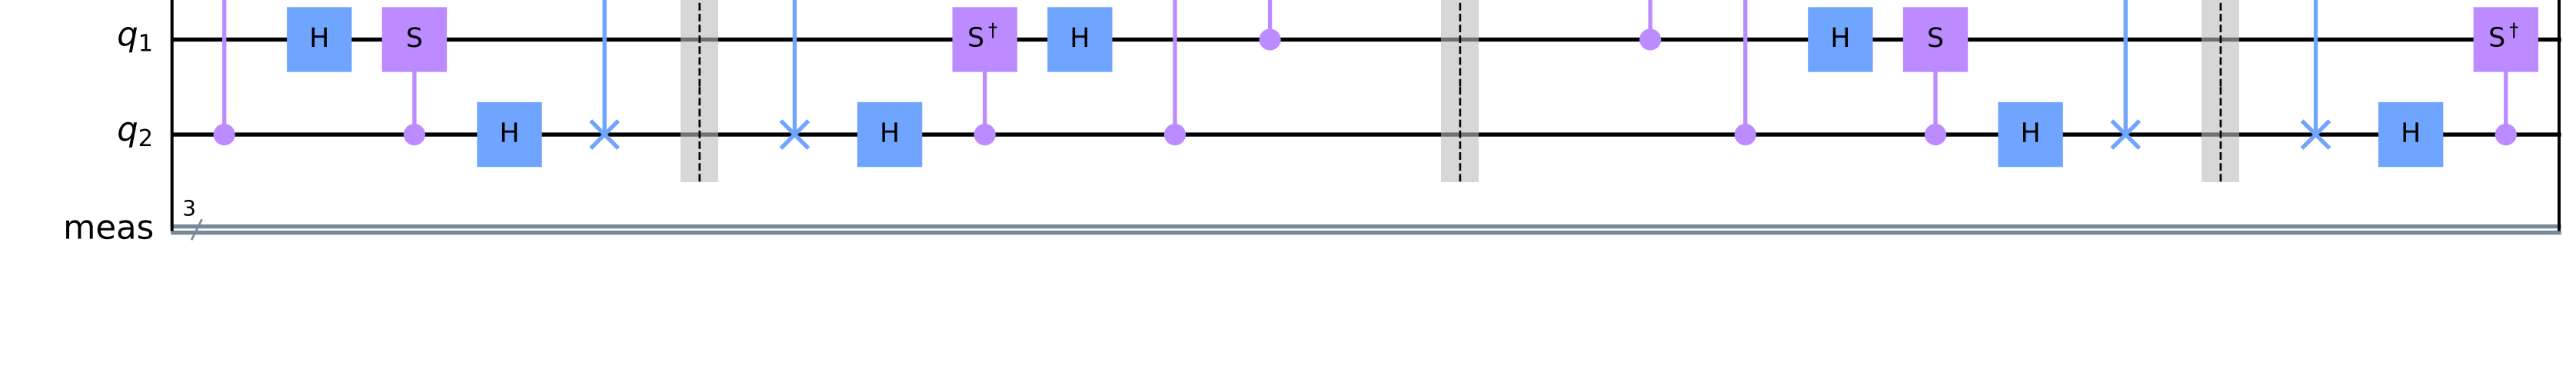 q₁ H S S† H H S S†
q₂ H H H H
3
meas